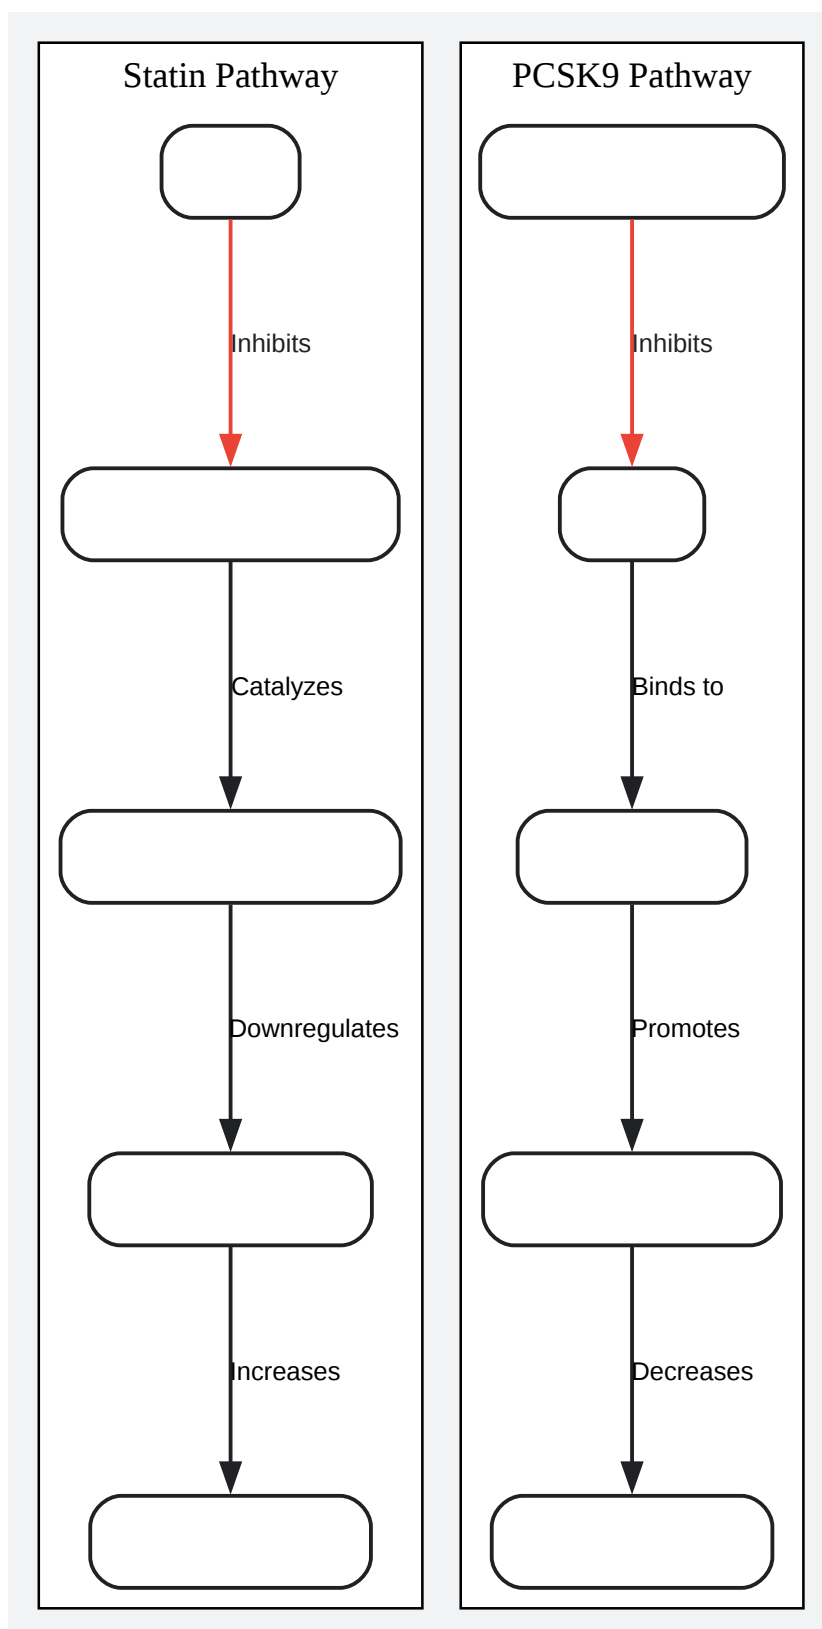 Statin Pathway
Inhibits
Catalyzes
Downregulates
Increases
PCSK9 Pathway
Inhibits
Binds to
Promotes
Decreases